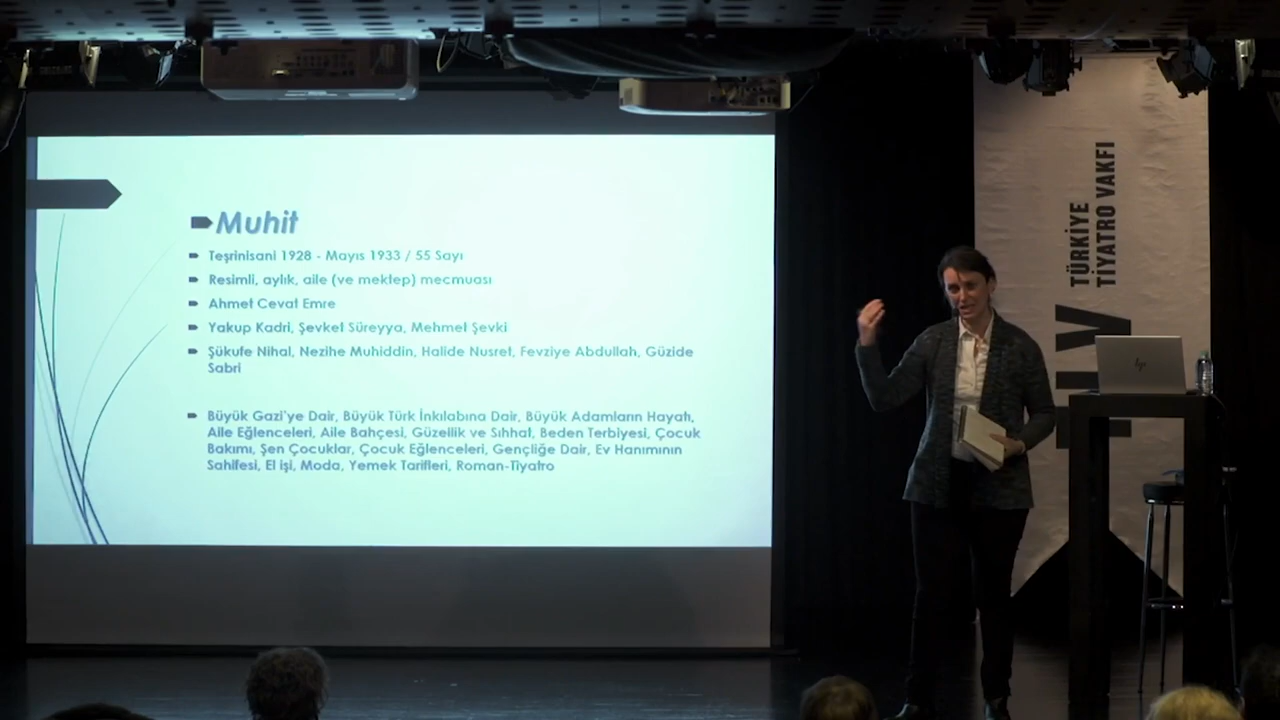 Muhit
Teşrinisani 1928 - Mayıs 1933 / 55 Sayı
Resimli, aylık, aile (ve mektep) mecmuası
Ahmet Cevat Emre
Yakup Kadri, Şevket Süreyya, Mehmet Şevki
Şükufe Nihal, Nezihe Muhiddin, Halide Nusret, Fevziye Abdullah, Güzide
Sabri
Büyük Gazi'ye Dair, Büyük Türk İnkılabına Dair, Büyük Adamların Hayatı,
Aile Eğlenceleri, Aile Bahçesi, Güzellik ve Sıhhat, Beden Terbiyesi, Çocuk
Bakımı, Şen Çocuklar, Çocuk Eğlenceleri, Gençliğe Dair, Ev Hanımının
Sahifesi, El işi, Moda, Yemek Tarifleri, Roman-Tiyatro
TÜRKİYE
TİYATRO VAKFI
hp